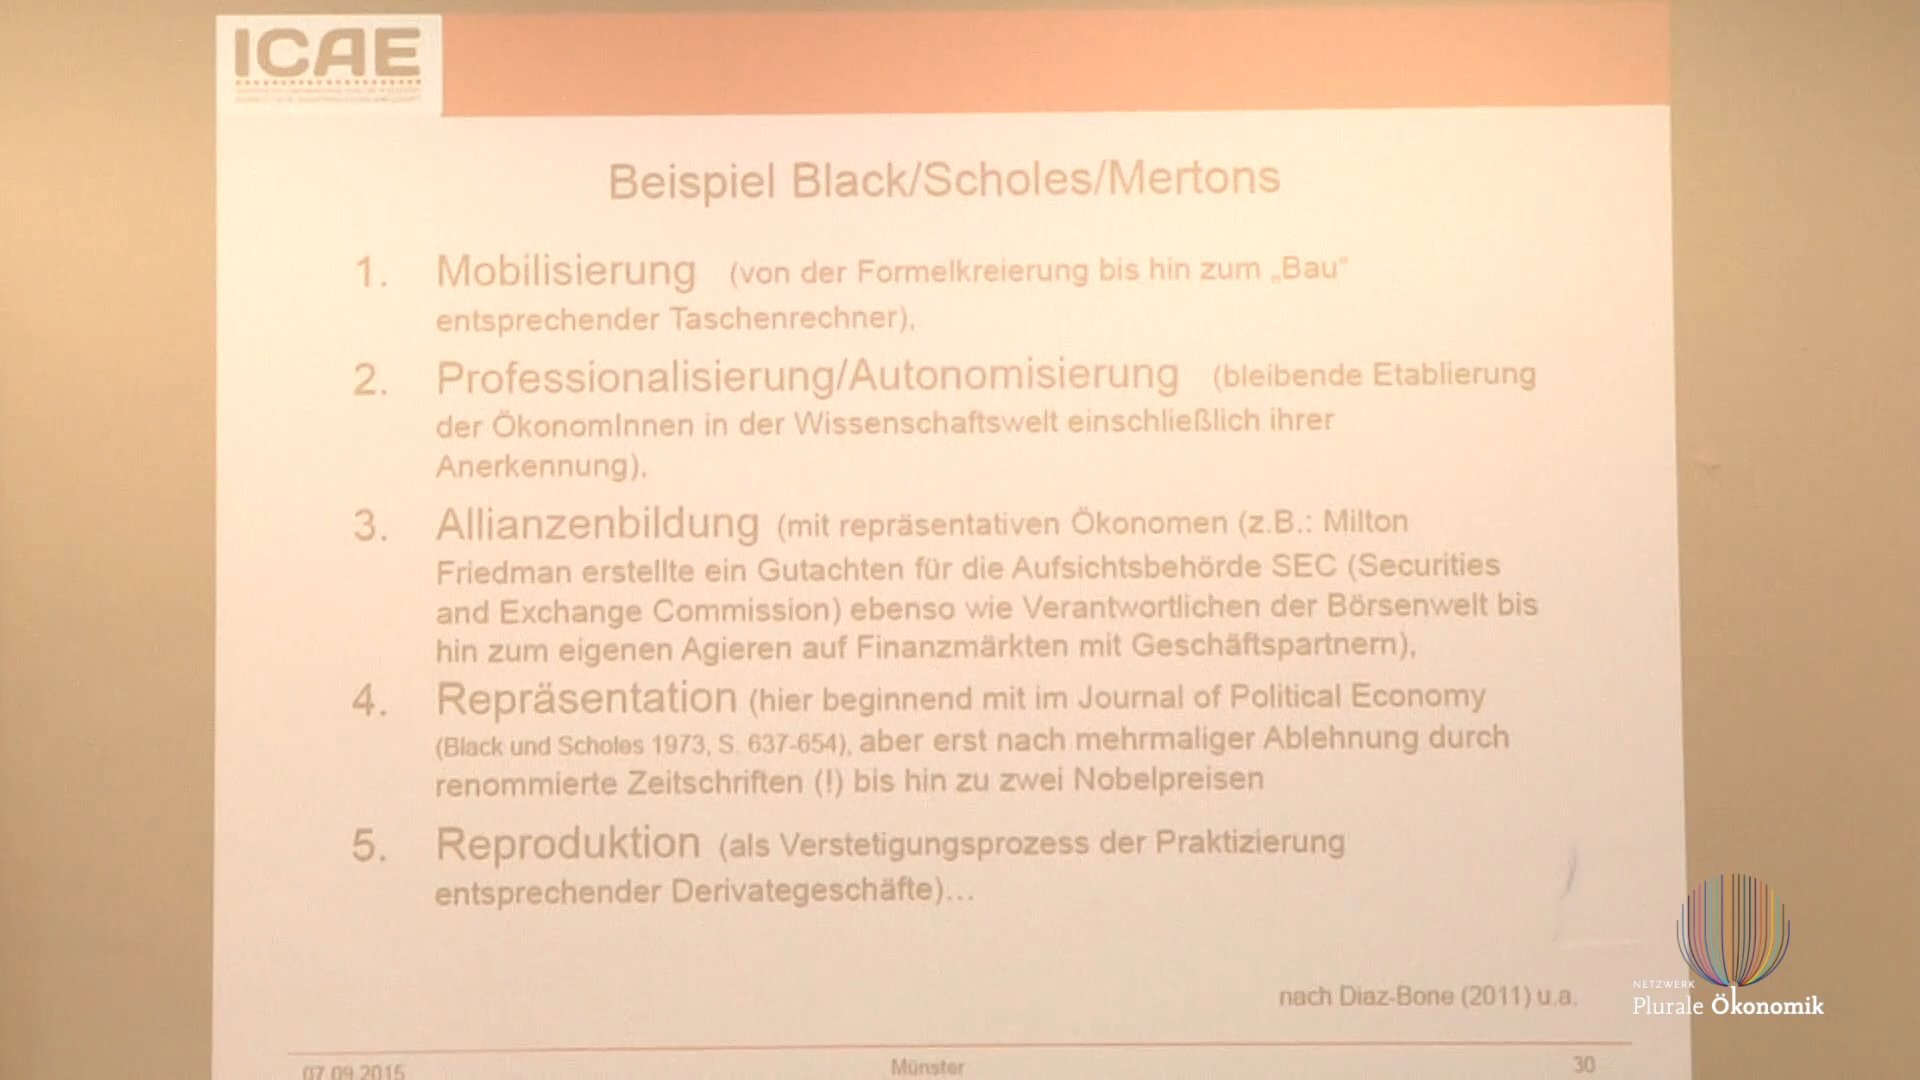 ICAE
Beispiel Black/Scholes/Mertons
1. Mobilisierung (von der Formelkreierung bis hin zum „Bau“
entsprechender Taschenrechner),
2. Professionalisierung/Autonomisierung (bleibende Etablierung
der ÖkonomInnen in der Wissenschaftswelt einschließlich ihrer
Anerkennung),
3. Allianzenbildung (mit repräsentativen Ökonomen (z.B.: Milton
Friedman erstellte ein Gutachten für die Aufsichtsbehörde SEC (Securities
and Exchange Commission) ebenso wie Verantwortlichen der Börsenwelt bis
hin zum eigenen Agieren auf Finanzmärkten mit Geschäftspartnern),
4. Repräsentation (hier beginnend mit im Journal of Political Economy
(Black und Scholes 1973, S. 637-654), aber erst nach mehrmaliger Ablehnung durch
renommierte Zeitschriften (!) bis hin zu zwei Nobelpreisen
5. Reproduktion (als Verstetigungsprozess der Praktizierung
entsprechender Derivategeschäfte)…
nach Diaz-Bone (2011) u.a.
NETZWERK
Plurale Ökonomik
07.09.2015 Münster 30